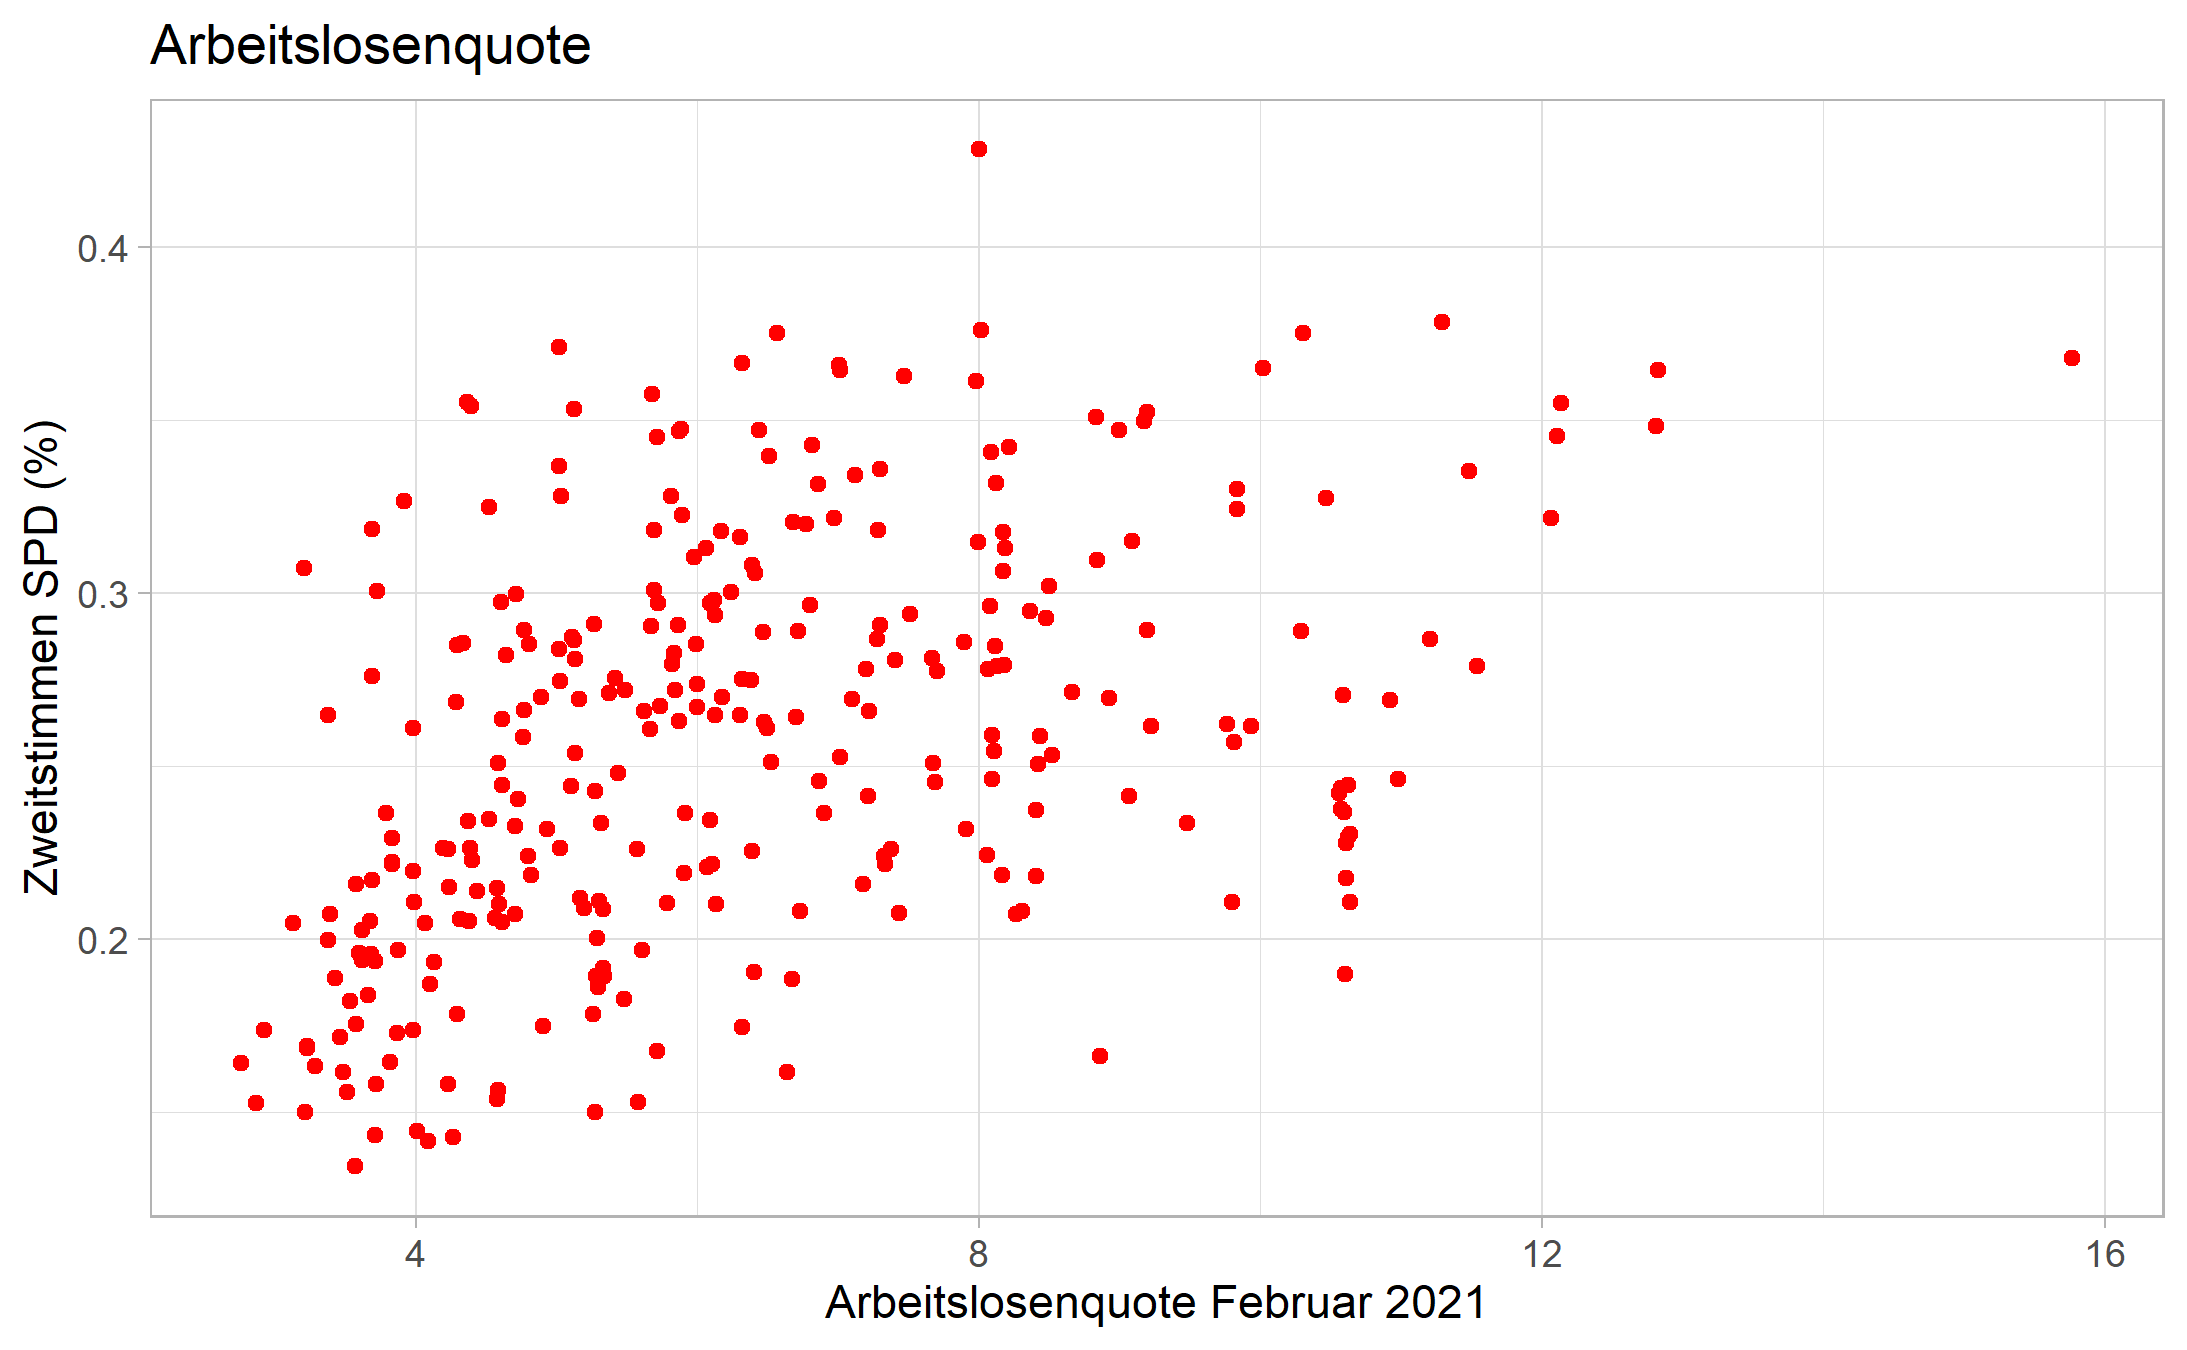 Arbeitslosenquote
Zweitstimmen SPD (%)
0.4
0.3
0.2
4 8 12 16
Arbeitslosenquote Februar 2021